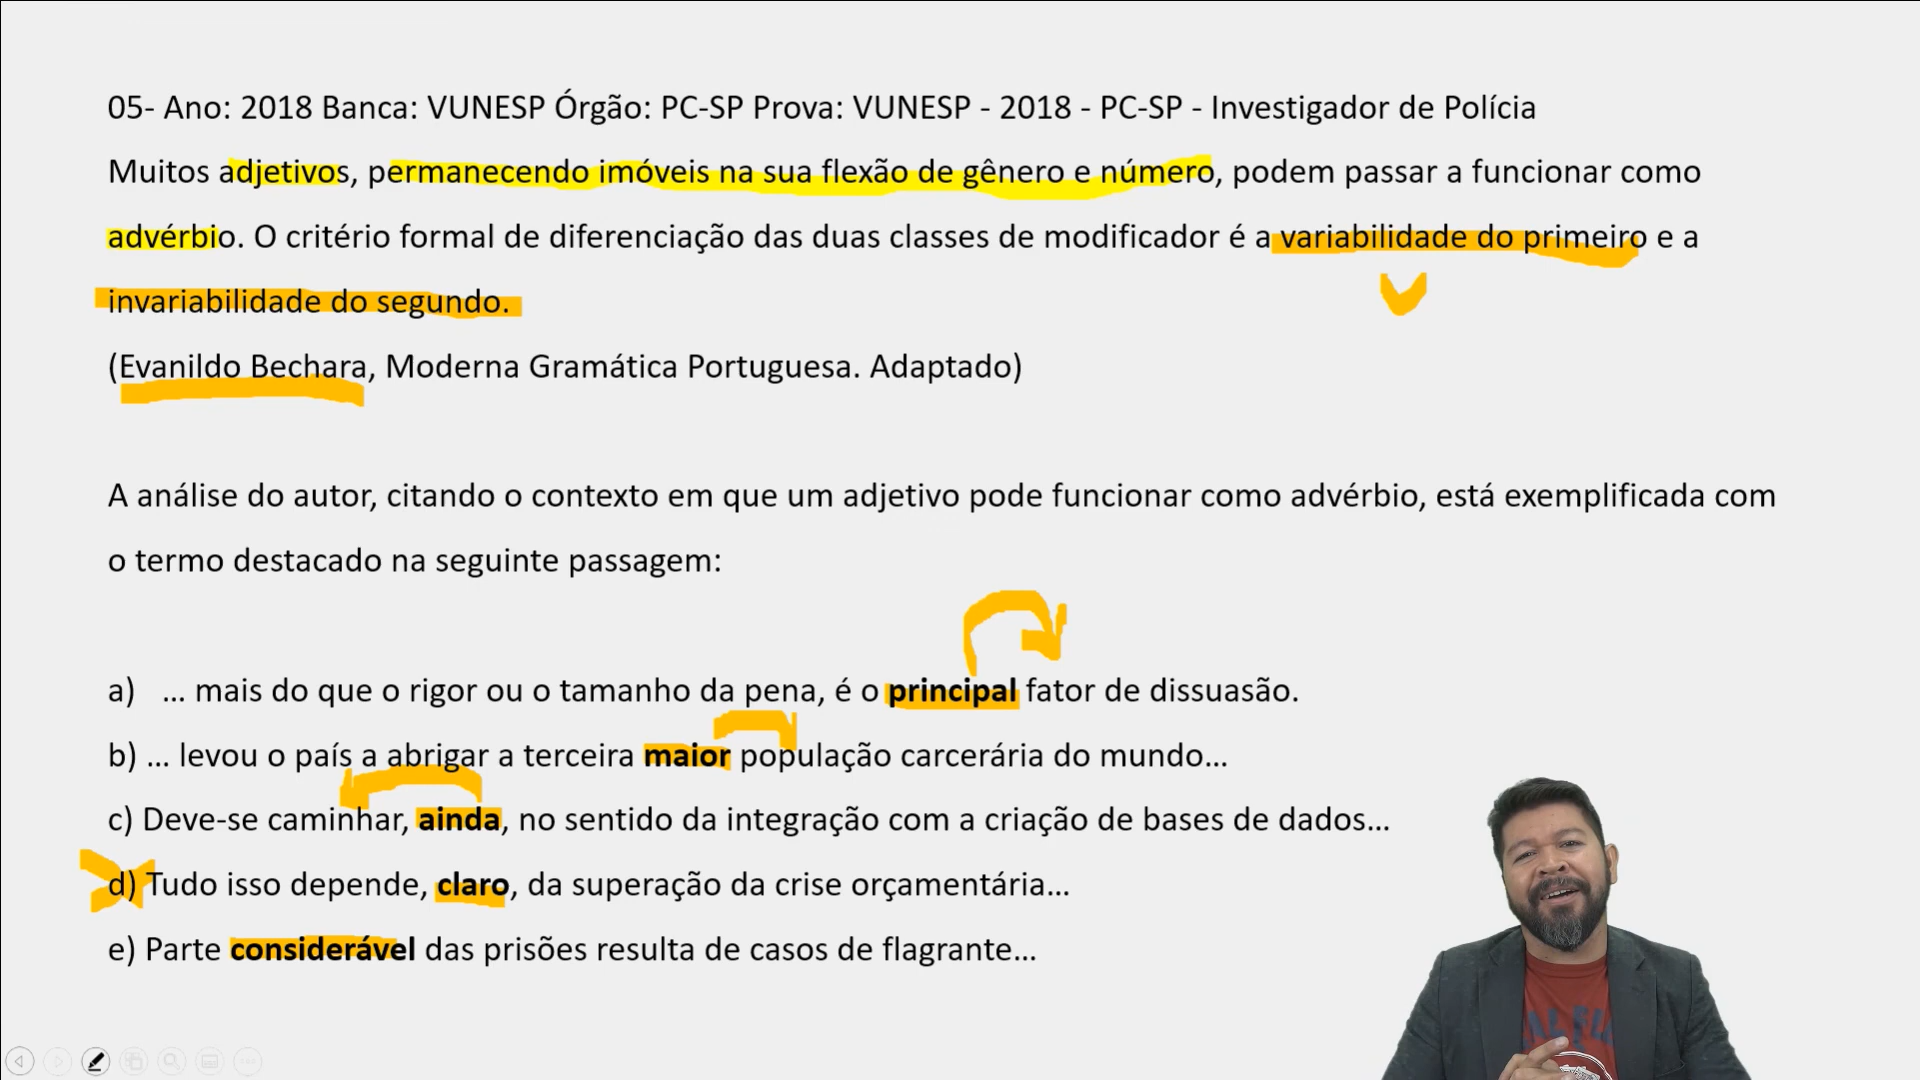 05- Ano: 2018 Banca: VUNESP Órgão: PC-SP Prova: VUNESP - 2018 - PC-SP - Investigador de Polícia
Muitos adjetivos, permanecendo imóveis na sua flexão de gênero e número, podem passar a funcionar como
advérbio. O critério formal de diferenciação das duas classes de modificador é a variabilidade do primeiro e a
invariabilidade do segundo.
(Evanildo Bechara, Moderna Gramática Portuguesa. Adaptado)
A análise do autor, citando o contexto em que um adjetivo pode funcionar como advérbio, está exemplificada com
o termo destacado na seguinte passagem:
a) ... mais do que o rigor ou o tamanho da pena, é o principal fator de dissuasão.
b) ... levou o país a abrigar a terceira maior população carcerária do mundo...
c) Deve-se caminhar, ainda, no sentido da integração com a criação de bases de dados...
d) Tudo isso depende, claro, da superação da crise orçamentária...
e) Parte considerável das prisões resulta de casos de flagrante...